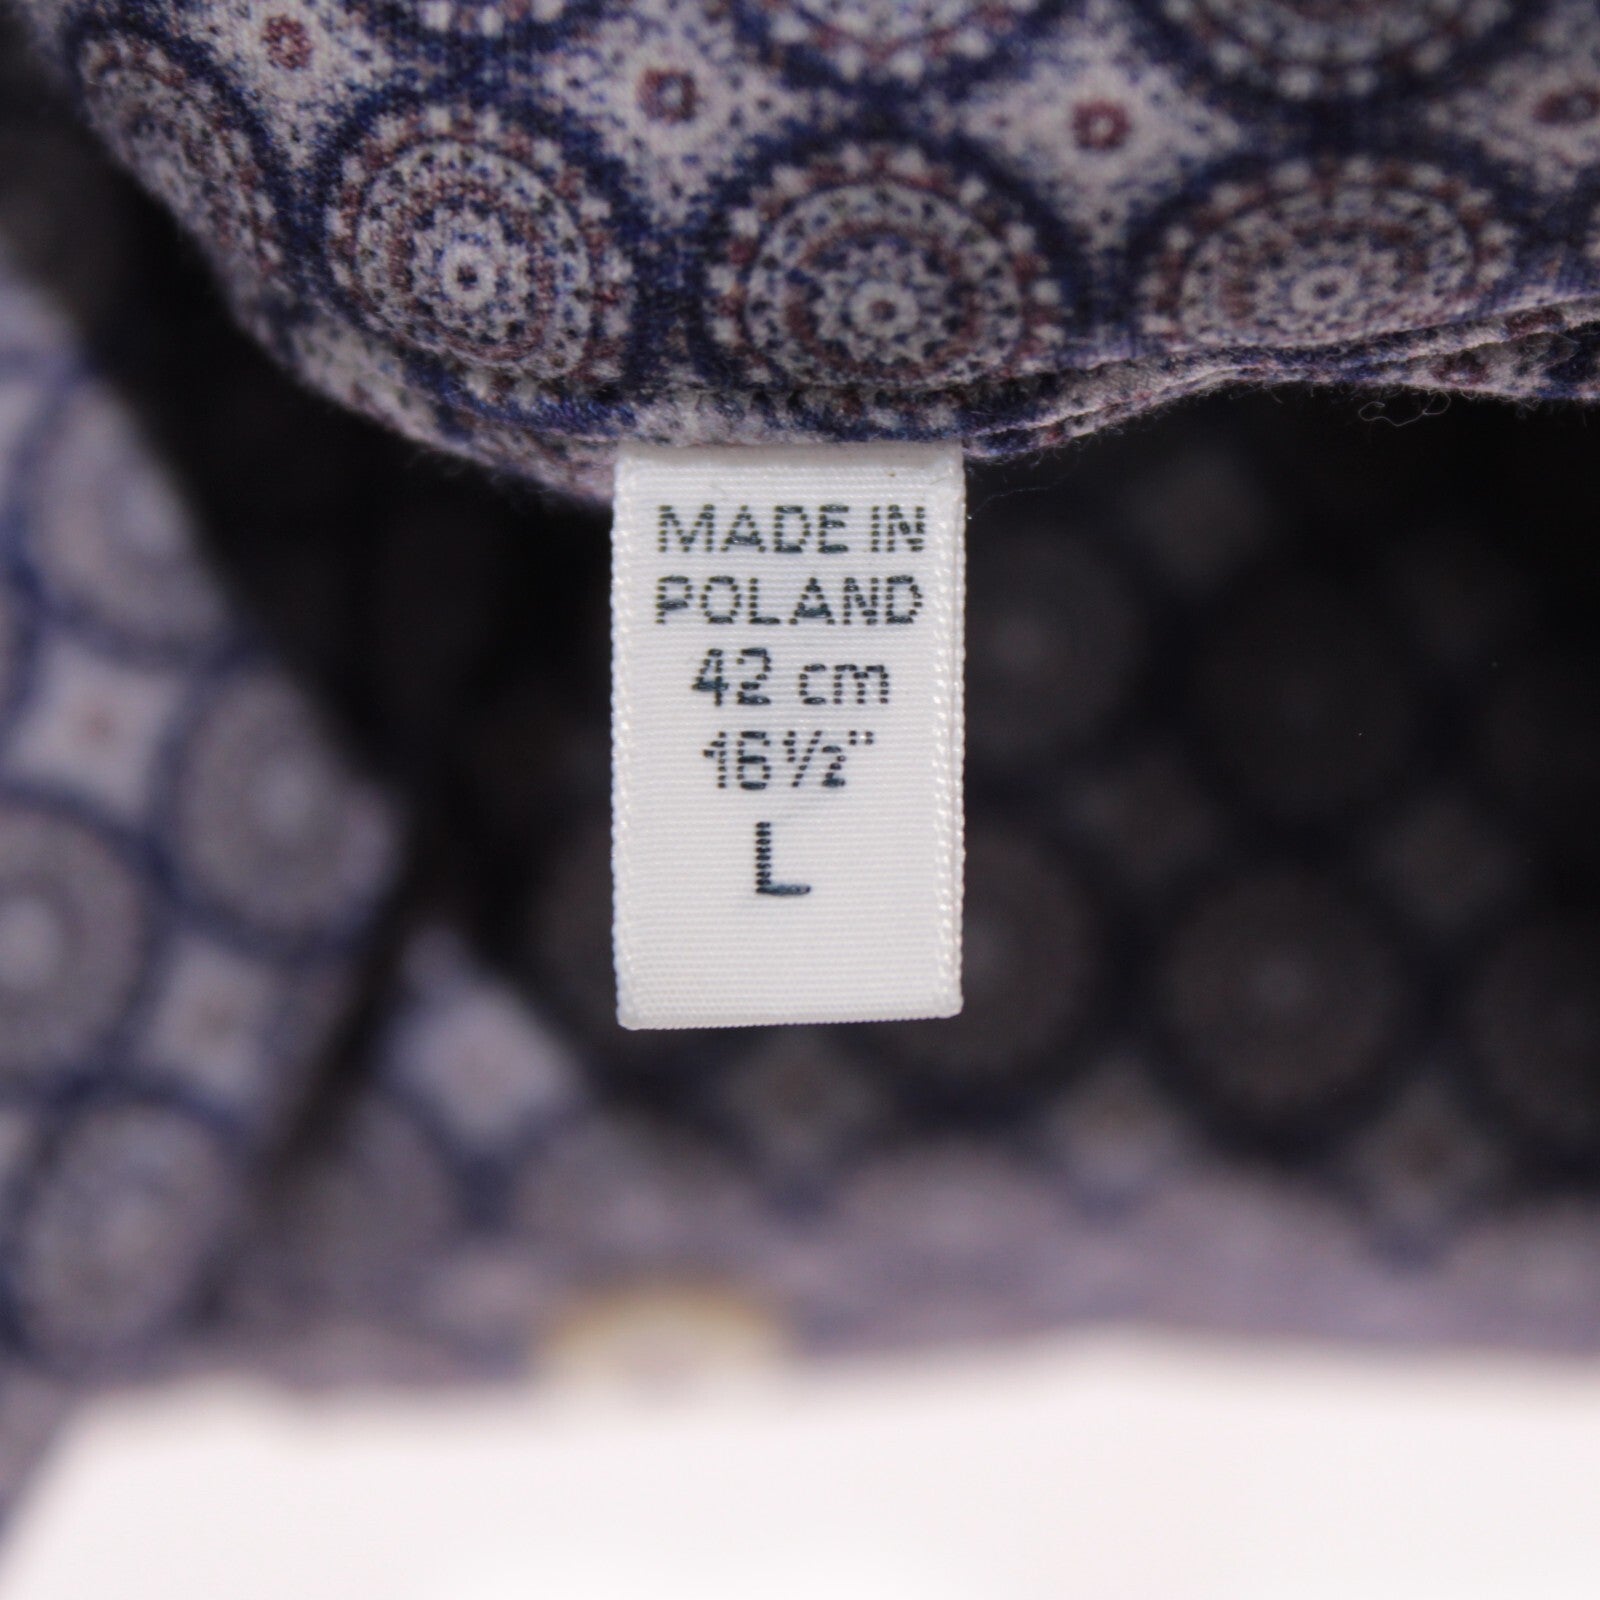 MADE IN
POLAND
42 cm
16½"
L